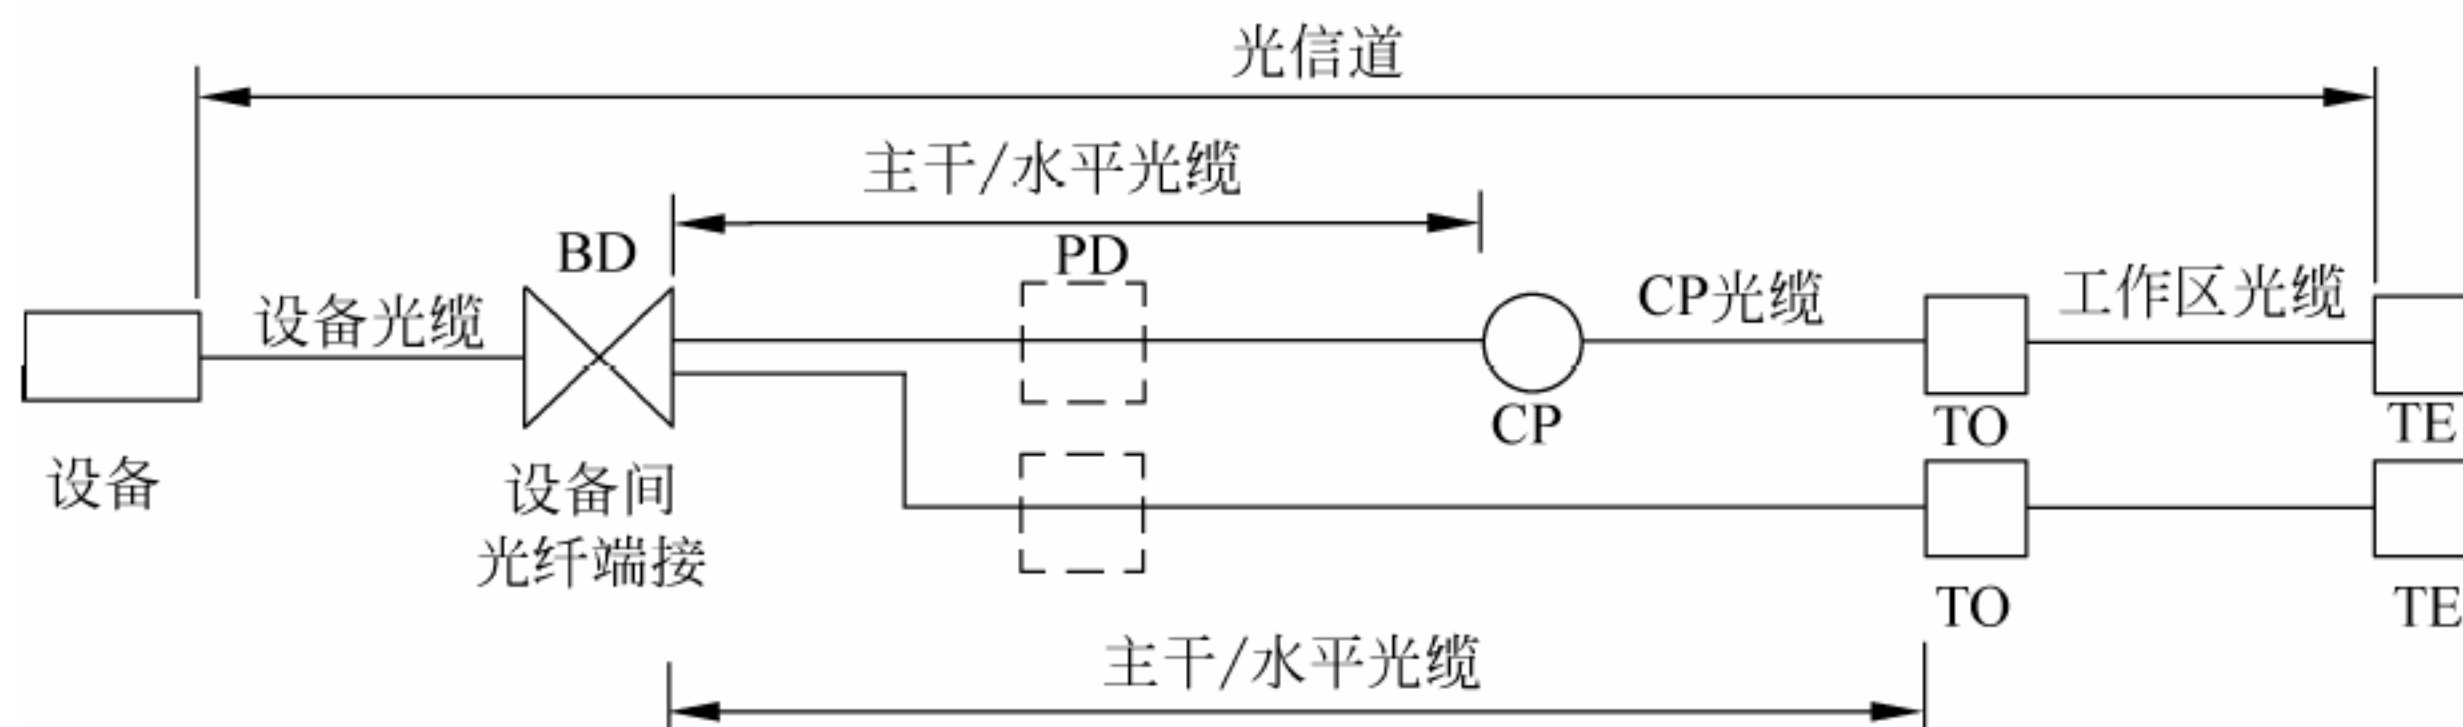 光信道
主干/水平光缆
BD
PD
设备光缆
CP光缆
工作区光缆
CP
TO
TE
设备
设备间
光纤端接
TO
TE
主干/水平光缆